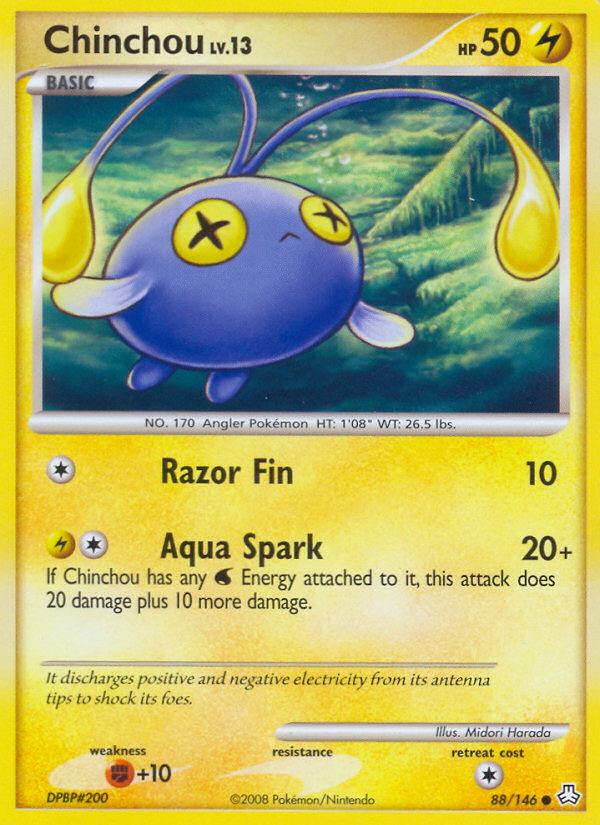 Chinchou LV.13 HP 50
BASIC
NO. 170 Angler Pokémon HT: 1'08" WT: 26.5 lbs.
Razor Fin 10
Aqua Spark 20+
If Chinchou has any Energy attached to it, this attack does
20 damage plus 10 more damage.
It discharges positive and negative electricity from its antenna
tips to shock its foes.
Illus. Midori Harada
weakness resistance retreat cost
+10
DPBP#200 ©2008 Pokémon/Nintendo 88/146